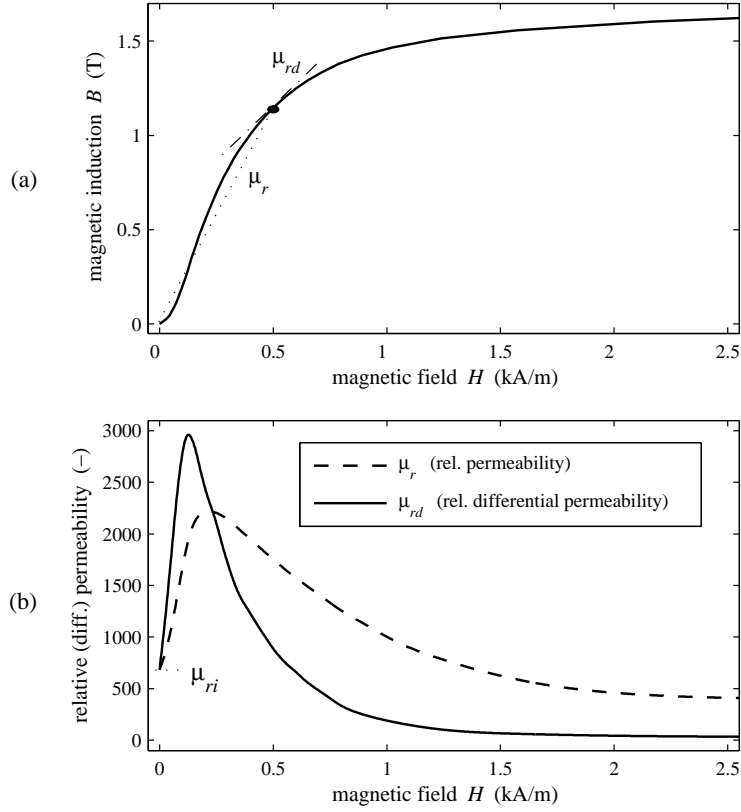 1.5
1
0.5
0
magnetic induction B (T)
(a)
μrd
μr
0 0.5 1 1.5 2 2.5
magnetic field H (kA/m)
3000
2500
2000
1500
1000
500
0
relative (diff.) permeability (–)
(b)
μr (rel. permeability)
μrd (rel. differential permeability)
μri
0 0.5 1 1.5 2 2.5
magnetic field H (kA/m)